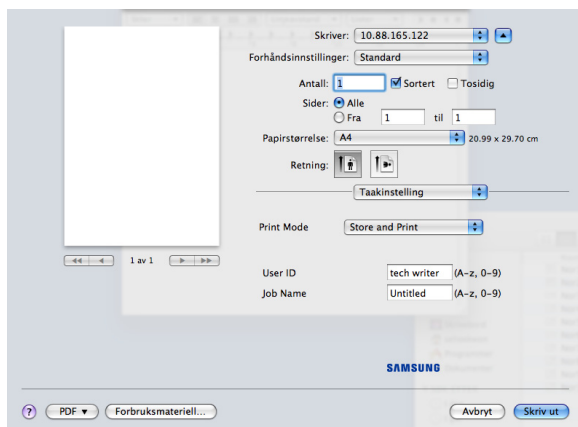 Skriver: 10.88.165.122
Forhåndsinnstillinger: Standard
Antall: 1 Sortert Tosidig
Sider: Alle
Fra 1 til 1
Papirstørrelse: A4 20.99 x 29.70 cm
Retning:
Taakinstelling
Print Mode Store and Print
1 av 1
User ID tech writer (A-z, 0-9)
Job Name Untitled (A-z, 0-9)
SAMSUNG
? PDF Forbruksmateriell... Avbryt Skriv ut